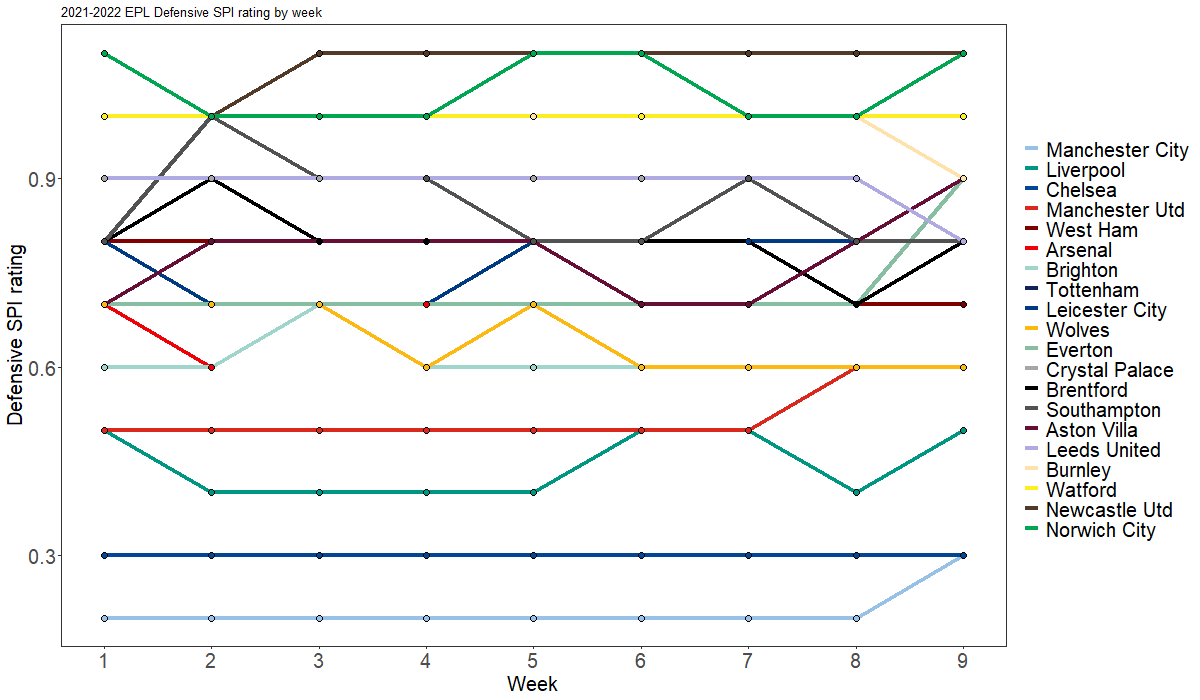 2021-2022 EPL Defensive SPI rating by week
Defensive SPI rating
0.9
0.6
0.3
1 2 3 4 5 6 7 8 9
Week
Manchester City
Liverpool
Chelsea
Manchester Utd
West Ham
Arsenal
Brighton
Tottenham
Leicester City
Wolves
Everton
Crystal Palace
Brentford
Southampton
Aston Villa
Leeds United
Burnley
Watford
Newcastle Utd
Norwich City